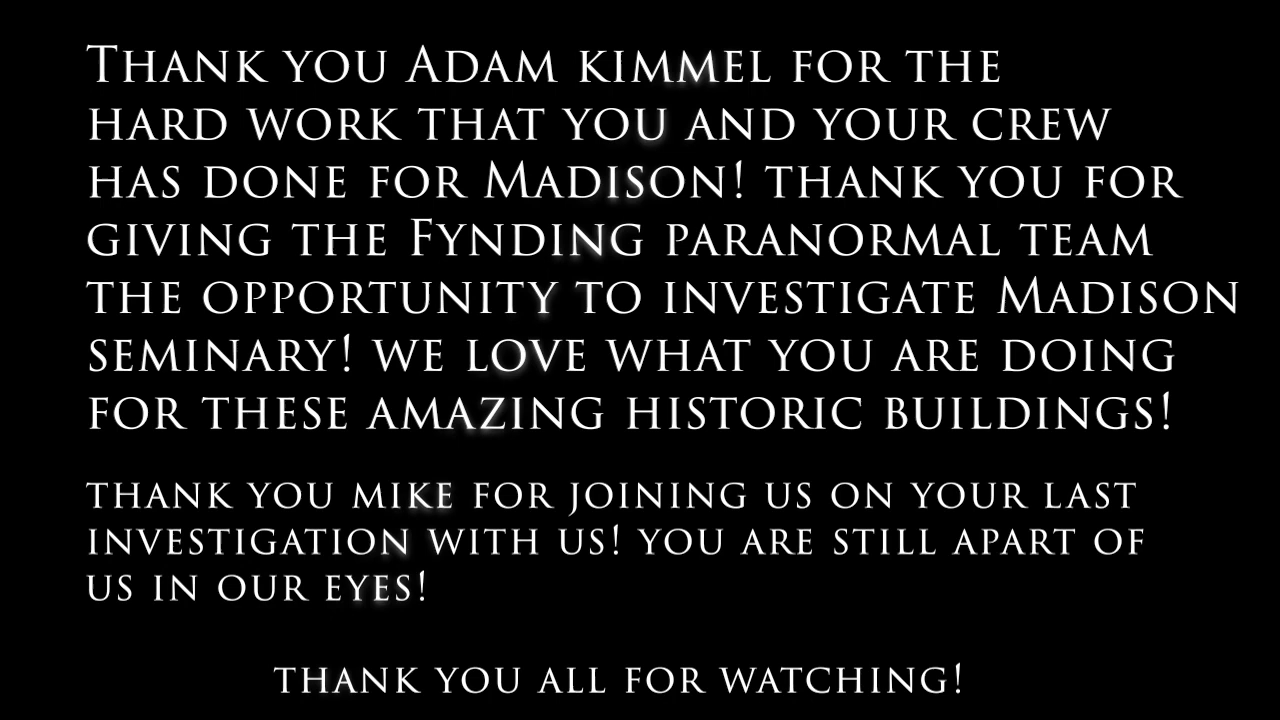 Thank you Adam kimmel for the
hard work that you and your crew
has done for Madison! thank you for
giving the Fynding paranormal team
the opportunity to investigate Madison
seminary! we love what you are doing
for these amazing historic buildings!
thank you mike for joining us on your last
investigation with us! you are still apart of
us in our eyes!
thank you all for watching!